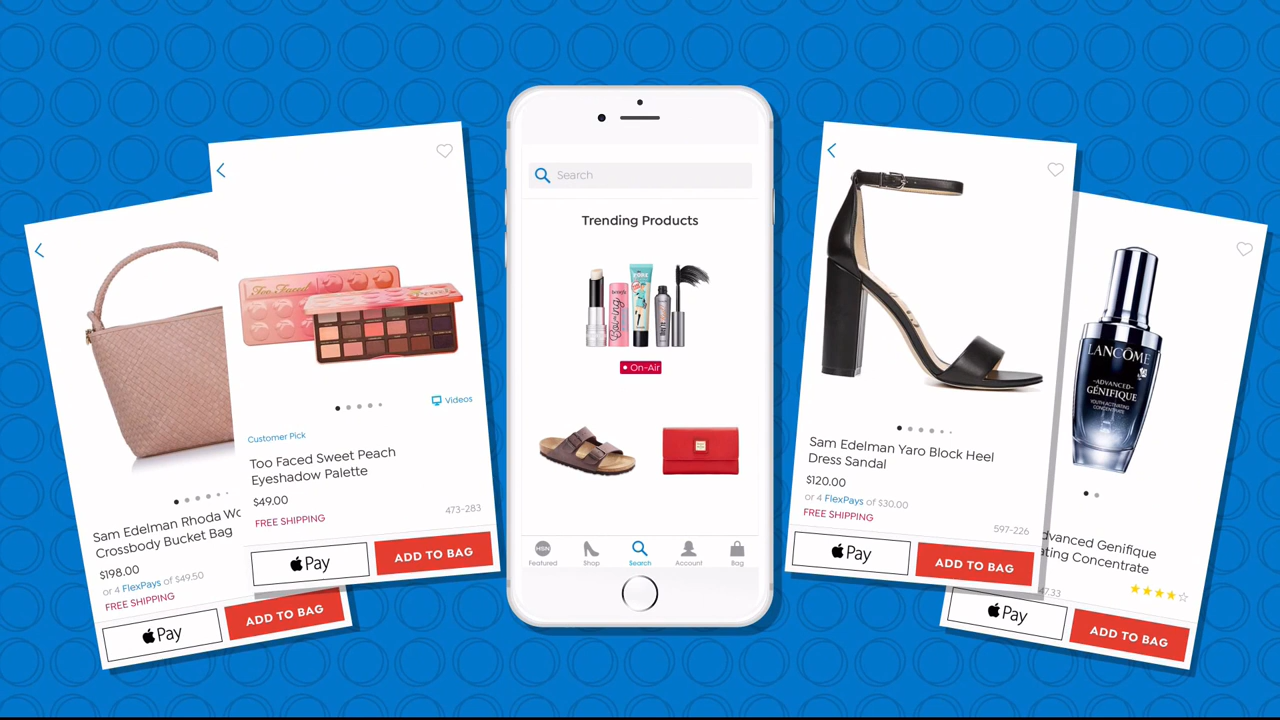 Sam Edelman Rhoda
Crossbody Bucket Bag
$198.00
or 4 FlexPays of $49.50
FREE SHIPPING
Pay
ADD TO BAG
Too Faced
Videos
Customer Pick
Too Faced Sweet Peach
Eyeshadow Palette
$49.00
FREE SHIPPING
473-283
Pay
ADD TO BAG
Search
Trending Products
On-Air
HSN
Featured
Shop
Search
Account
Bag
Sam Edelman Yaro Block Heel
Dress Sandal
$120.00
or 4 FlexPays of $30.00
FREE SHIPPING
597-226
Pay
ADD TO BAG
LANCÔME
ADVANCED
GÉNIFIQUE
YOUTH ACTIVATING
CONCENTRATE
Genifique
Concentrate
Pay
ADD TO BAG